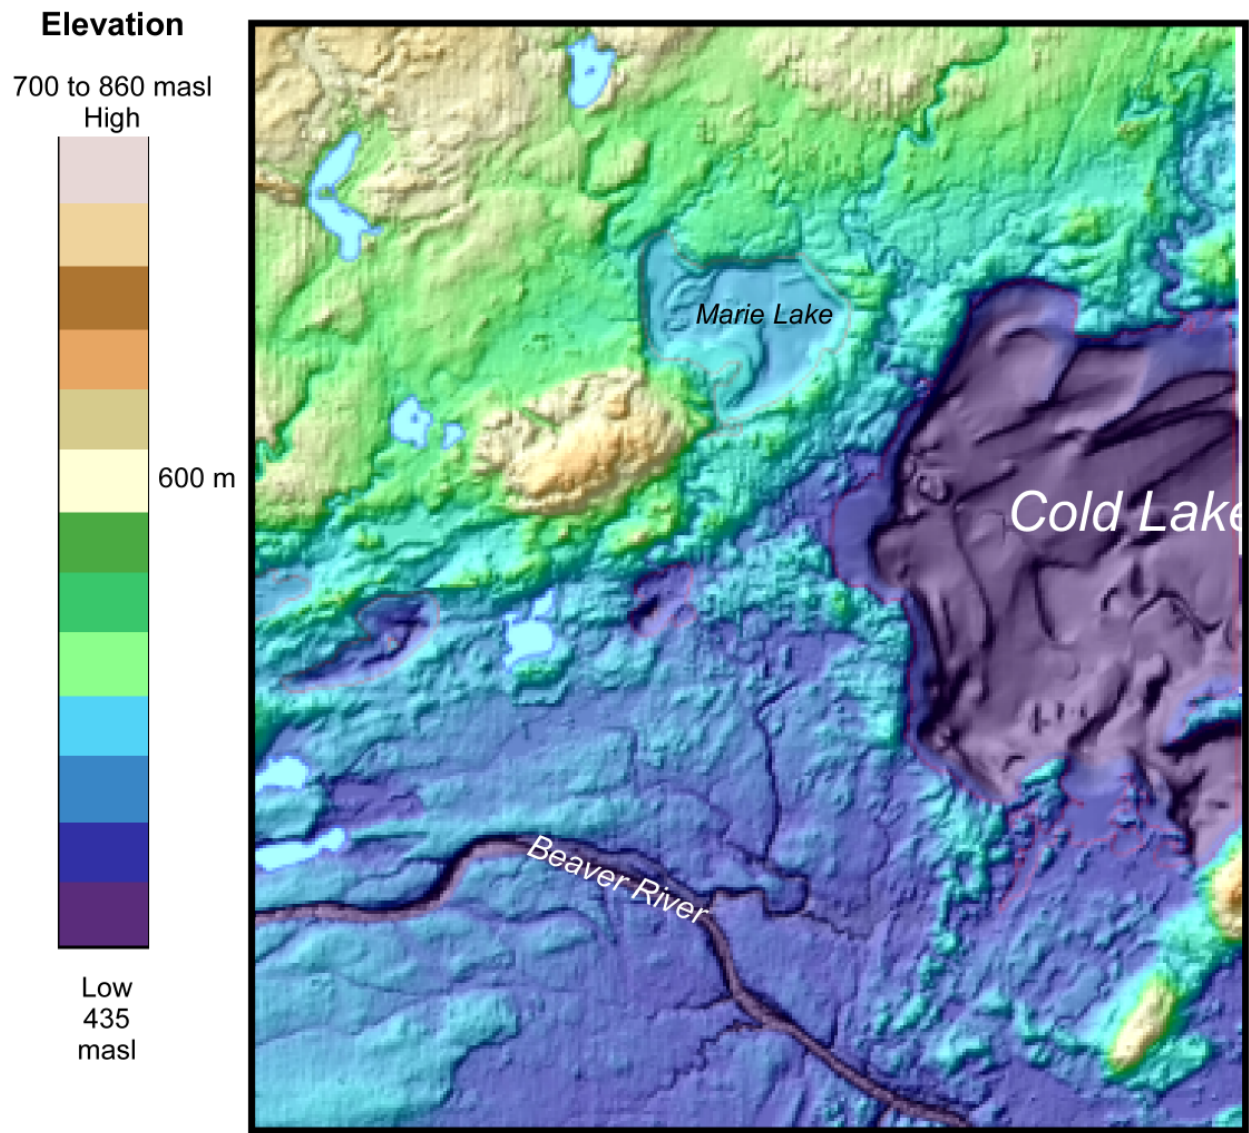 Elevation
700 to 860 masl
High
600 m
Low
435
masl
Marie Lake
Cold Lake
Beaver River